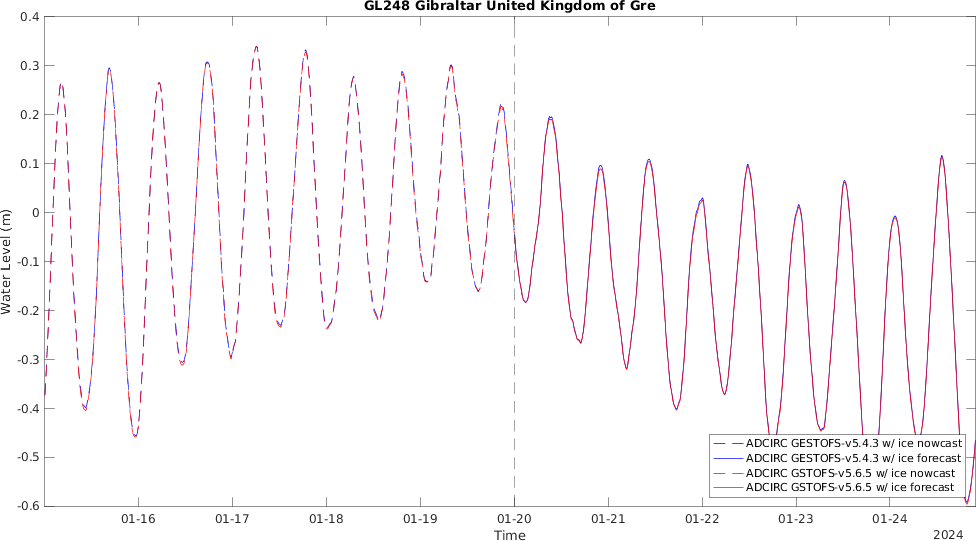 GL248 Gibraltar United Kingdom of Gre
0.4
0.3
0.2
0.1
0
-0.1
-0.2
-0.3
-0.4
-0.5
-0.6
Water Level (m)
ADCIRC GESTOFS-v5.4.3 w/ ice nowcast
ADCIRC GESTOFS-v5.4.3 w/ ice forecast
ADCIRC GSTOFS-v5.6.5 w/ ice nowcast
ADCIRC GSTOFS-v5.6.5 w/ ice forecast
01-16 01-17 01-18 01-19 01-20 01-21 01-22 01-23 01-24
Time
2024